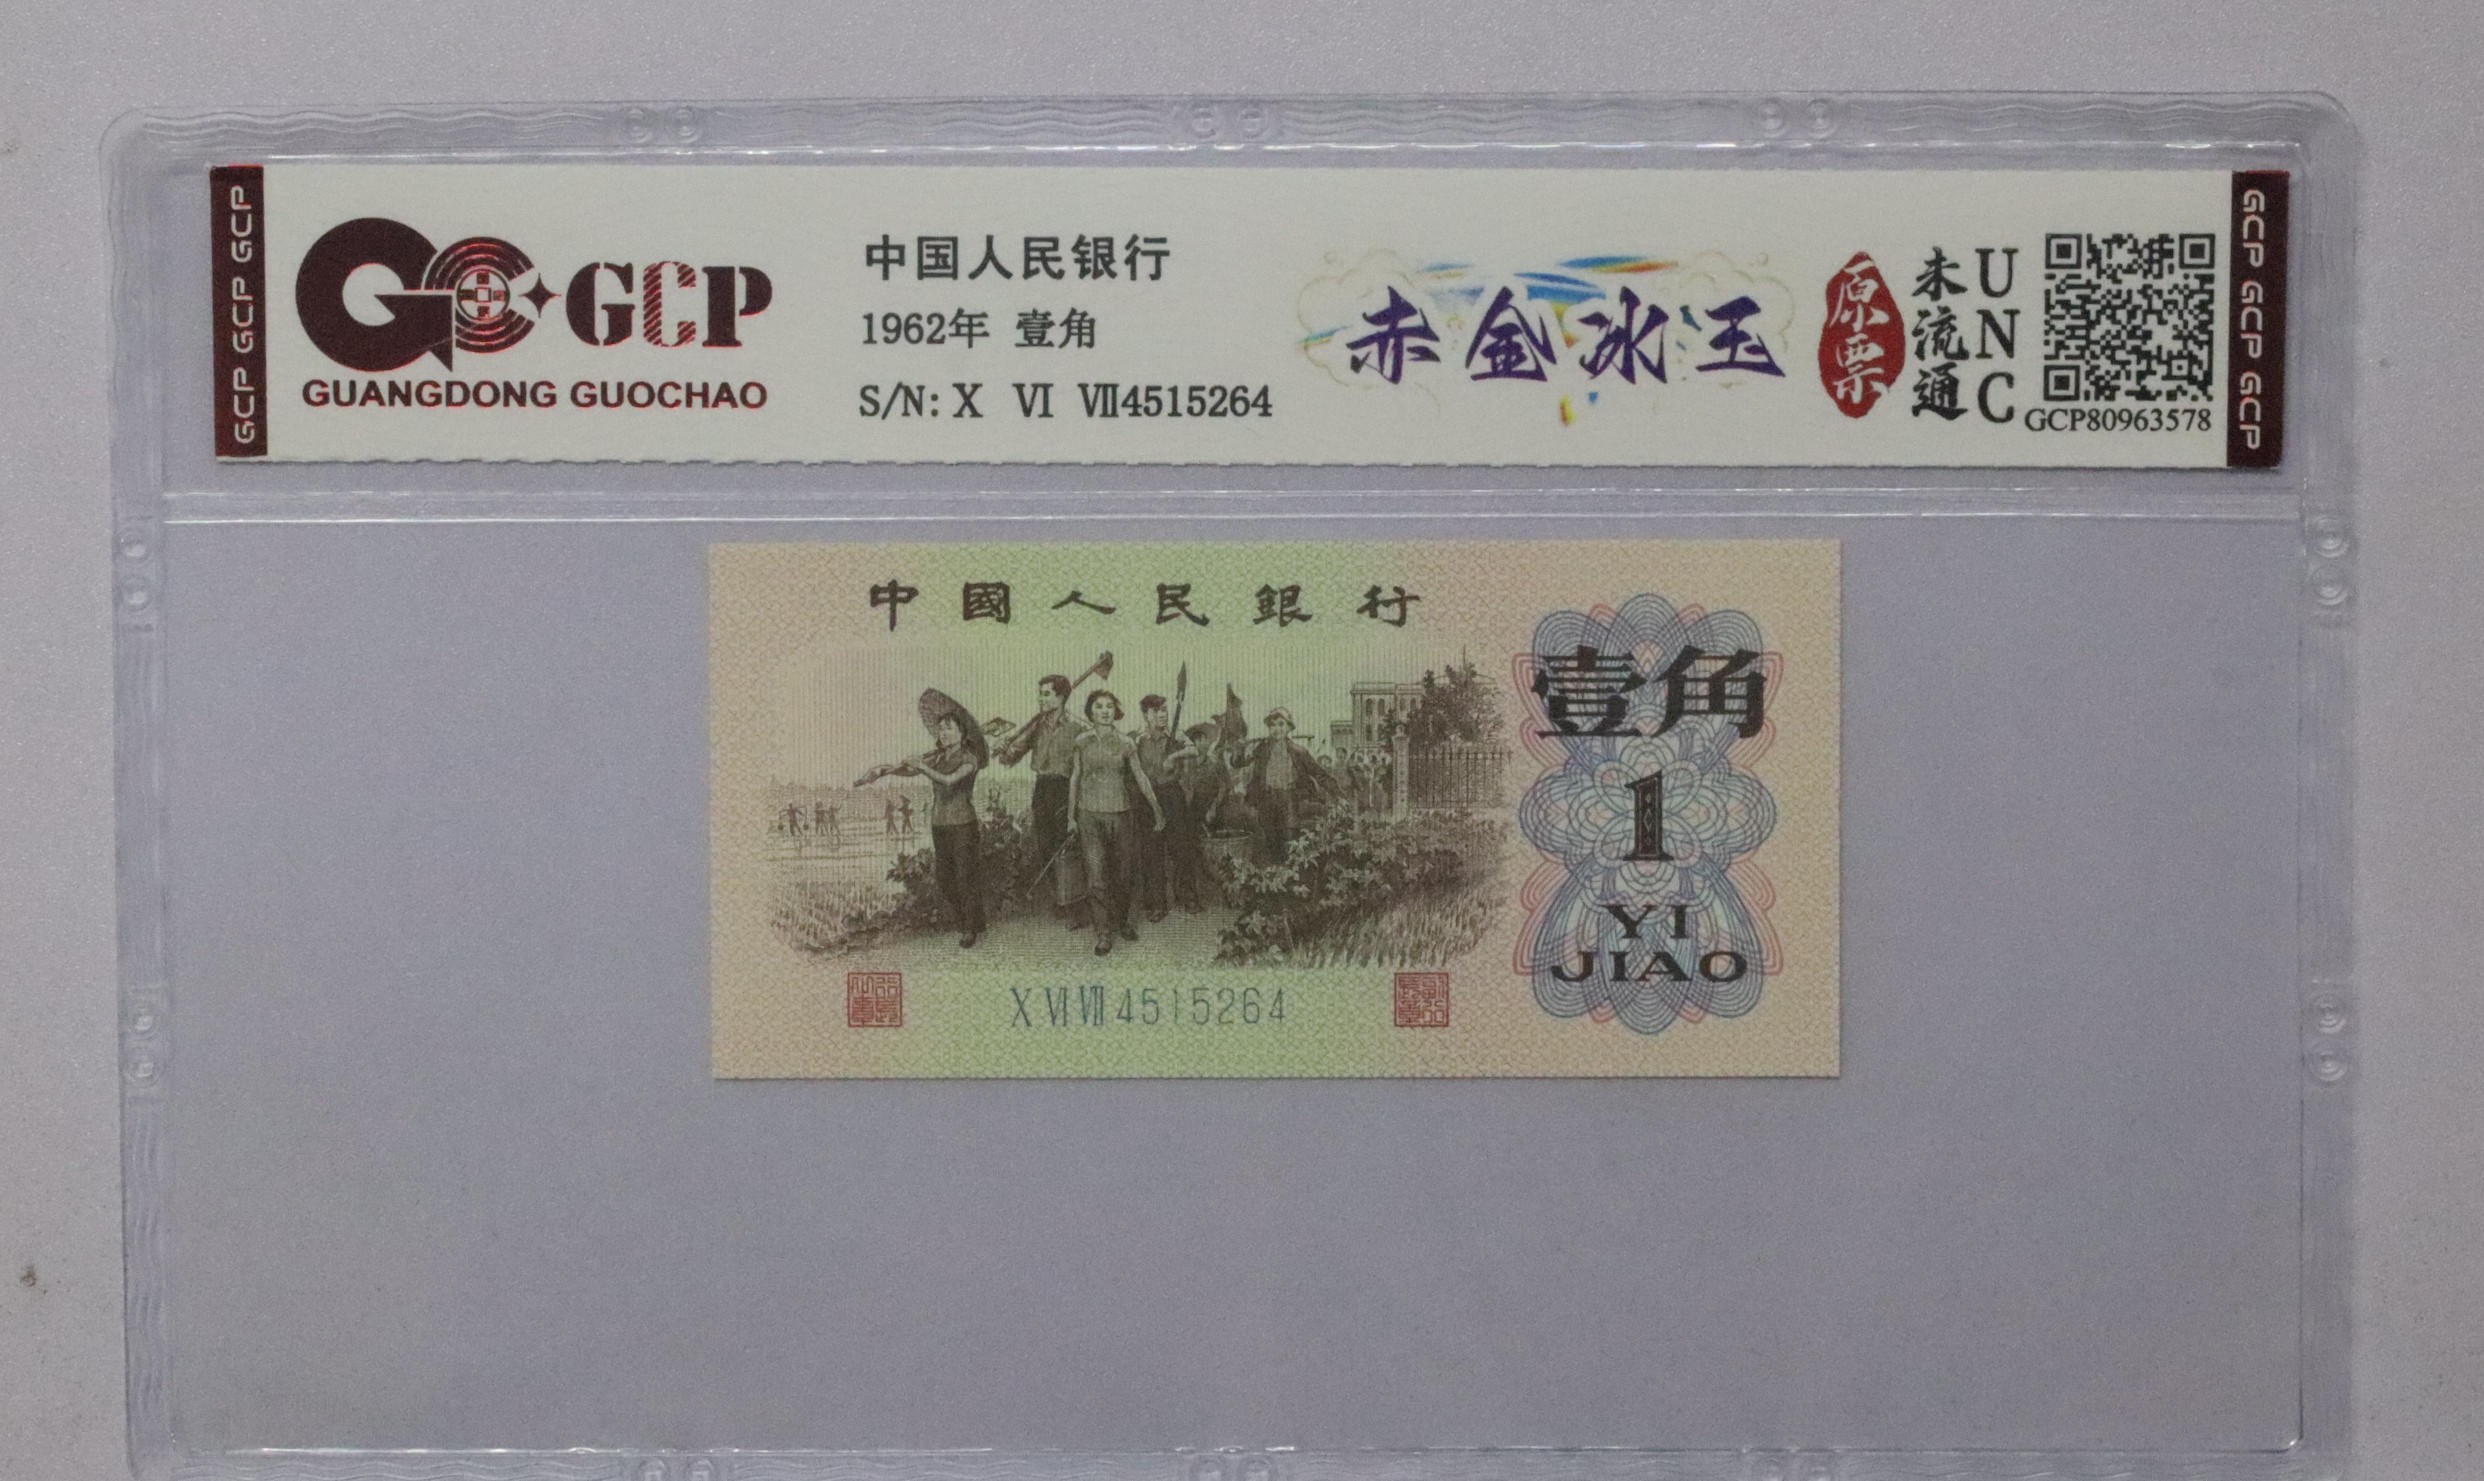 GCP GCP GCP
GCP
GUANGDONG GUOCHAO
中国人民银行
1962年 壹角
S/N: X VI VII4515264
赤金冰玉
原票
未流通
UNC
GCP80963578
GCP GCP GCP
中國人民銀行
壹角
1
YI
JIAO
X VI VII 4515264